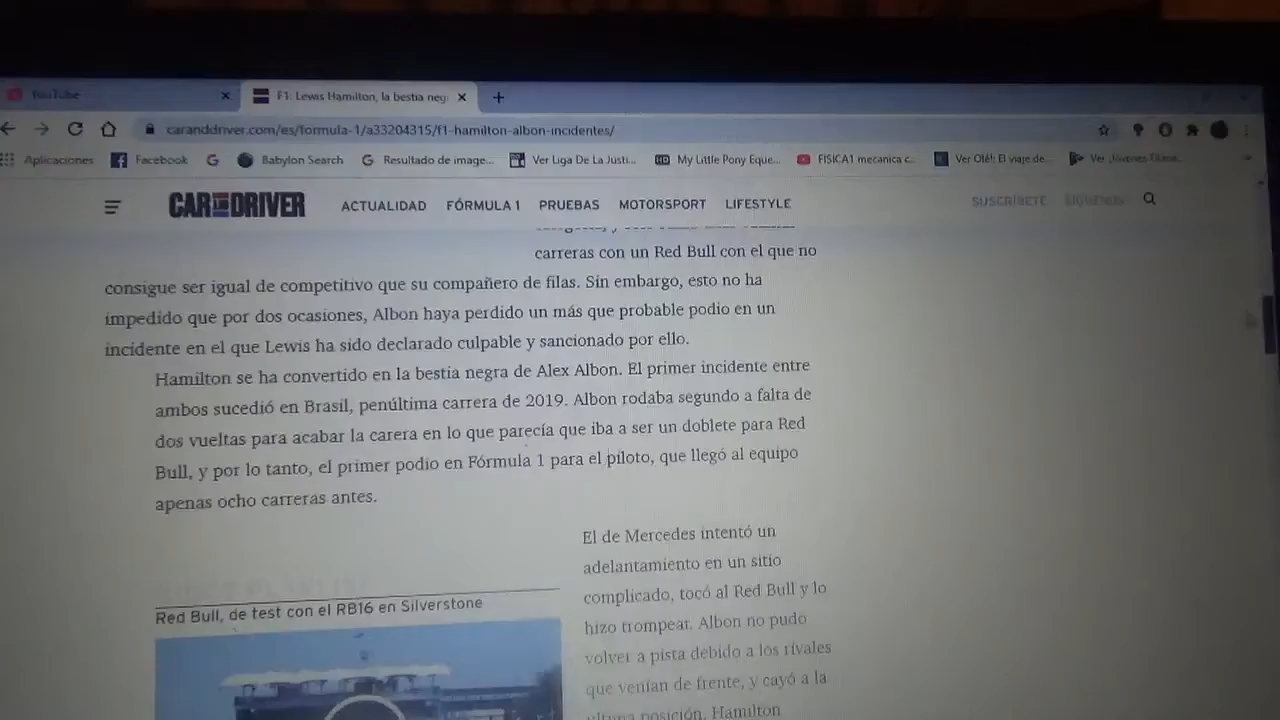 YouTube
F1: Lewis Hamilton, la bestia neg
caranddriver.com/es/formula-1/a33204315/f1-hamilton-albon-incidentes/
Aplicaciones Facebook Babylon Search Resultado de image... Ver Liga De La Justi... My Little Pony Eque... FISICA1 mecanica c... Ver Olé!: El viaje de... Ver
CAR AND DRIVER ACTUALIDAD FÓRMULA 1 PRUEBAS MOTORSPORT LIFESTYLE SUSCRÍBETE SÍGUENOS
carreras con un Red Bull con el que no
consigue ser igual de competitivo que su compañero de filas. Sin embargo, esto no ha
impedido que por dos ocasiones, Albon haya perdido un más que probable podio en un
incidente en el que Lewis ha sido declarado culpable y sancionado por ello.
Hamilton se ha convertido en la bestia negra de Alex Albon. El primer incidente entre
ambos sucedió en Brasil, penúltima carrera de 2019. Albon rodaba segundo a falta de
dos vueltas para acabar la carera en lo que parecía que iba a ser un doblete para Red
Bull, y por lo tanto, el primer podio en Fórmula 1 para el piloto, que llegó al equipo
apenas ocho carreras antes.
Red Bull, de test con el RB16 en Silverstone
El de Mercedes intentó un
adelantamiento en un sitio
complicado, tocó al Red Bull y lo
hizo trompear. Albon no pudo
volver a pista debido a los rivales
que venían de frente, y cayó a la
última posición. Hamilton